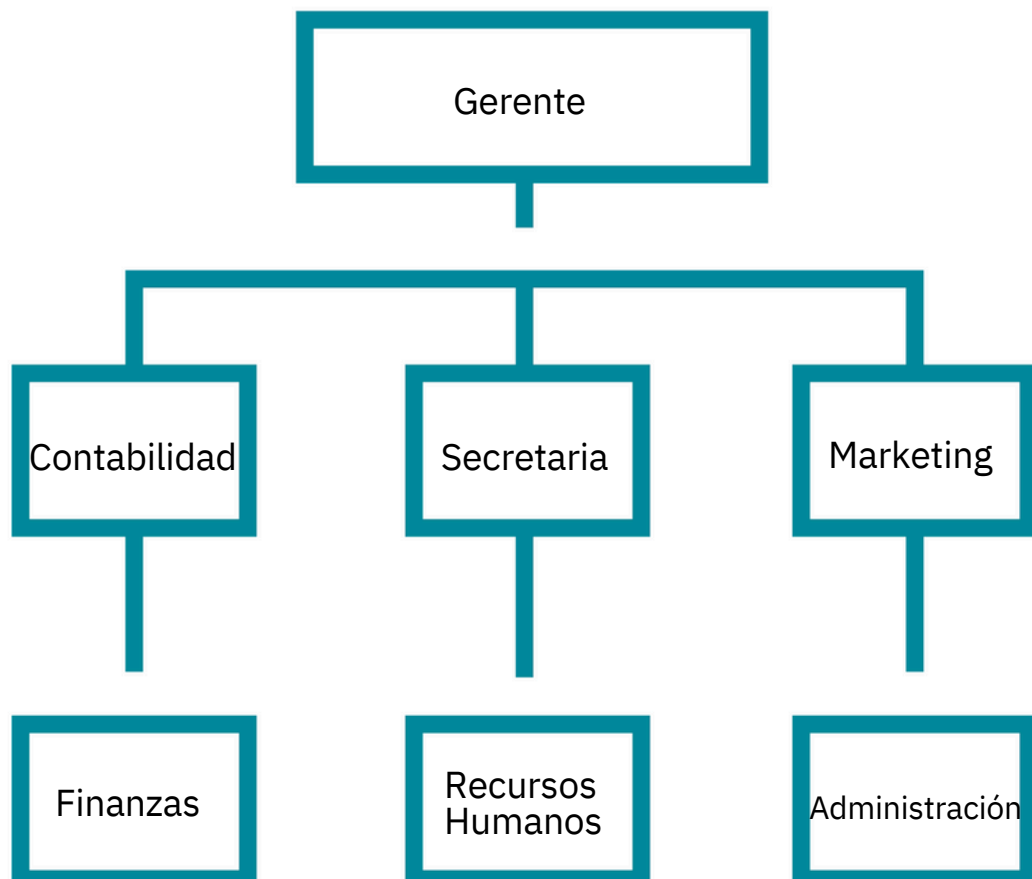 Gerente
Contabilidad
Secretaria
Marketing
Finanzas
Recursos
Humanos
Administración